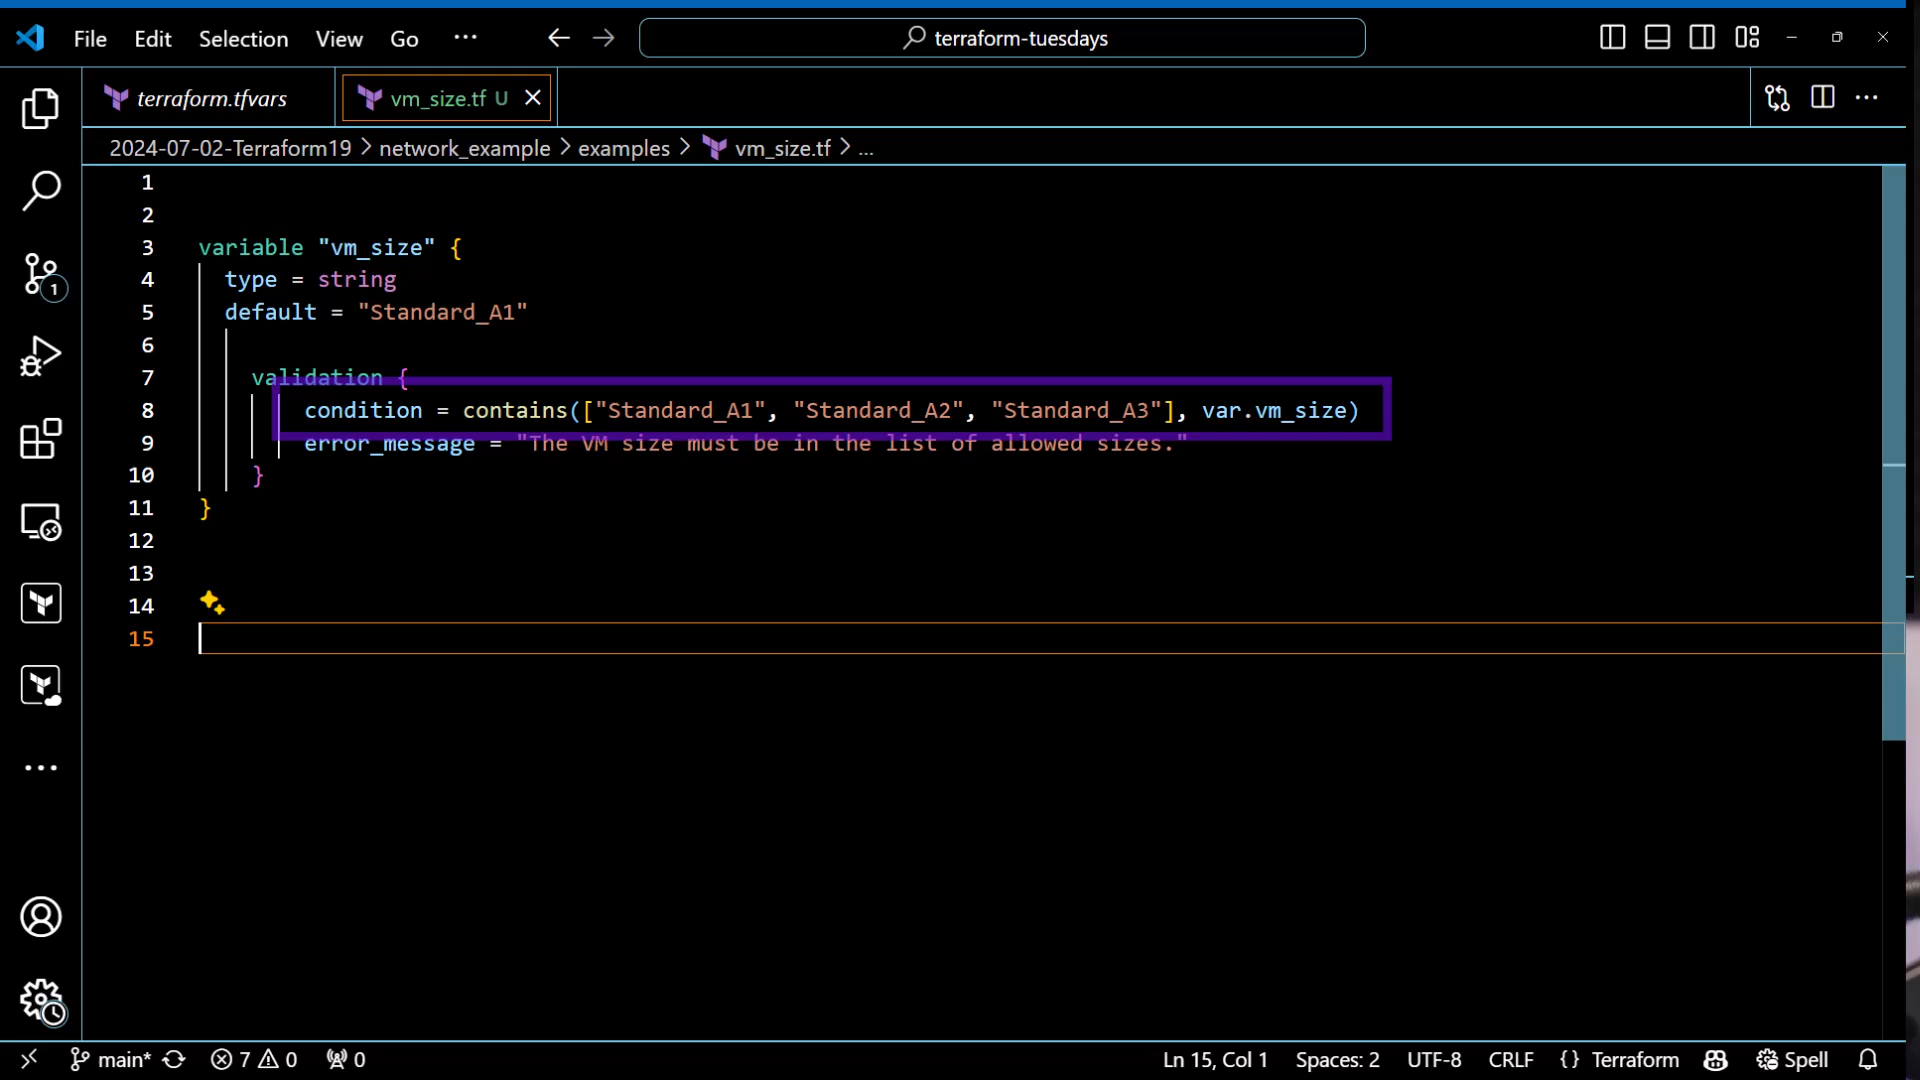 File Edit Selection View Go ··· terraform-tuesdays
terraform.tfvars vm_size.tf U
2024-07-02-Terraform19 > network_example > examples > vm_size.tf > ...
1
2
3 variable "vm_size" {
4 type = string
5 default = "Standard_A1"
6
7 validation {
8 condition = contains(["Standard_A1", "Standard_A2", "Standard_A3"], var.vm_size)
9 error_message = "The VM size must be in the list of allowed sizes."
10 }
11 }
12
13
14
15
1
main* 7 0 0 Ln 15, Col 1 Spaces: 2 UTF-8 CRLF {} Terraform Spell